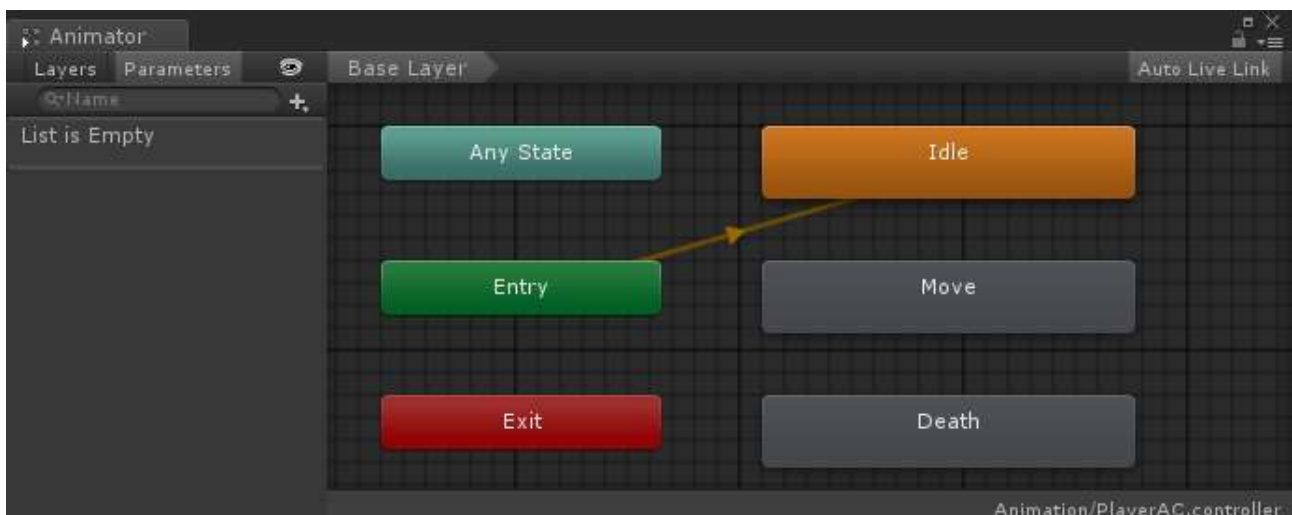 Animator
Layers Parameters
Name
List is Empty
Base Layer
Auto Live Link
Any State
Idle
Entry
Move
Exit
Death
Animation/PlayerAC.controller